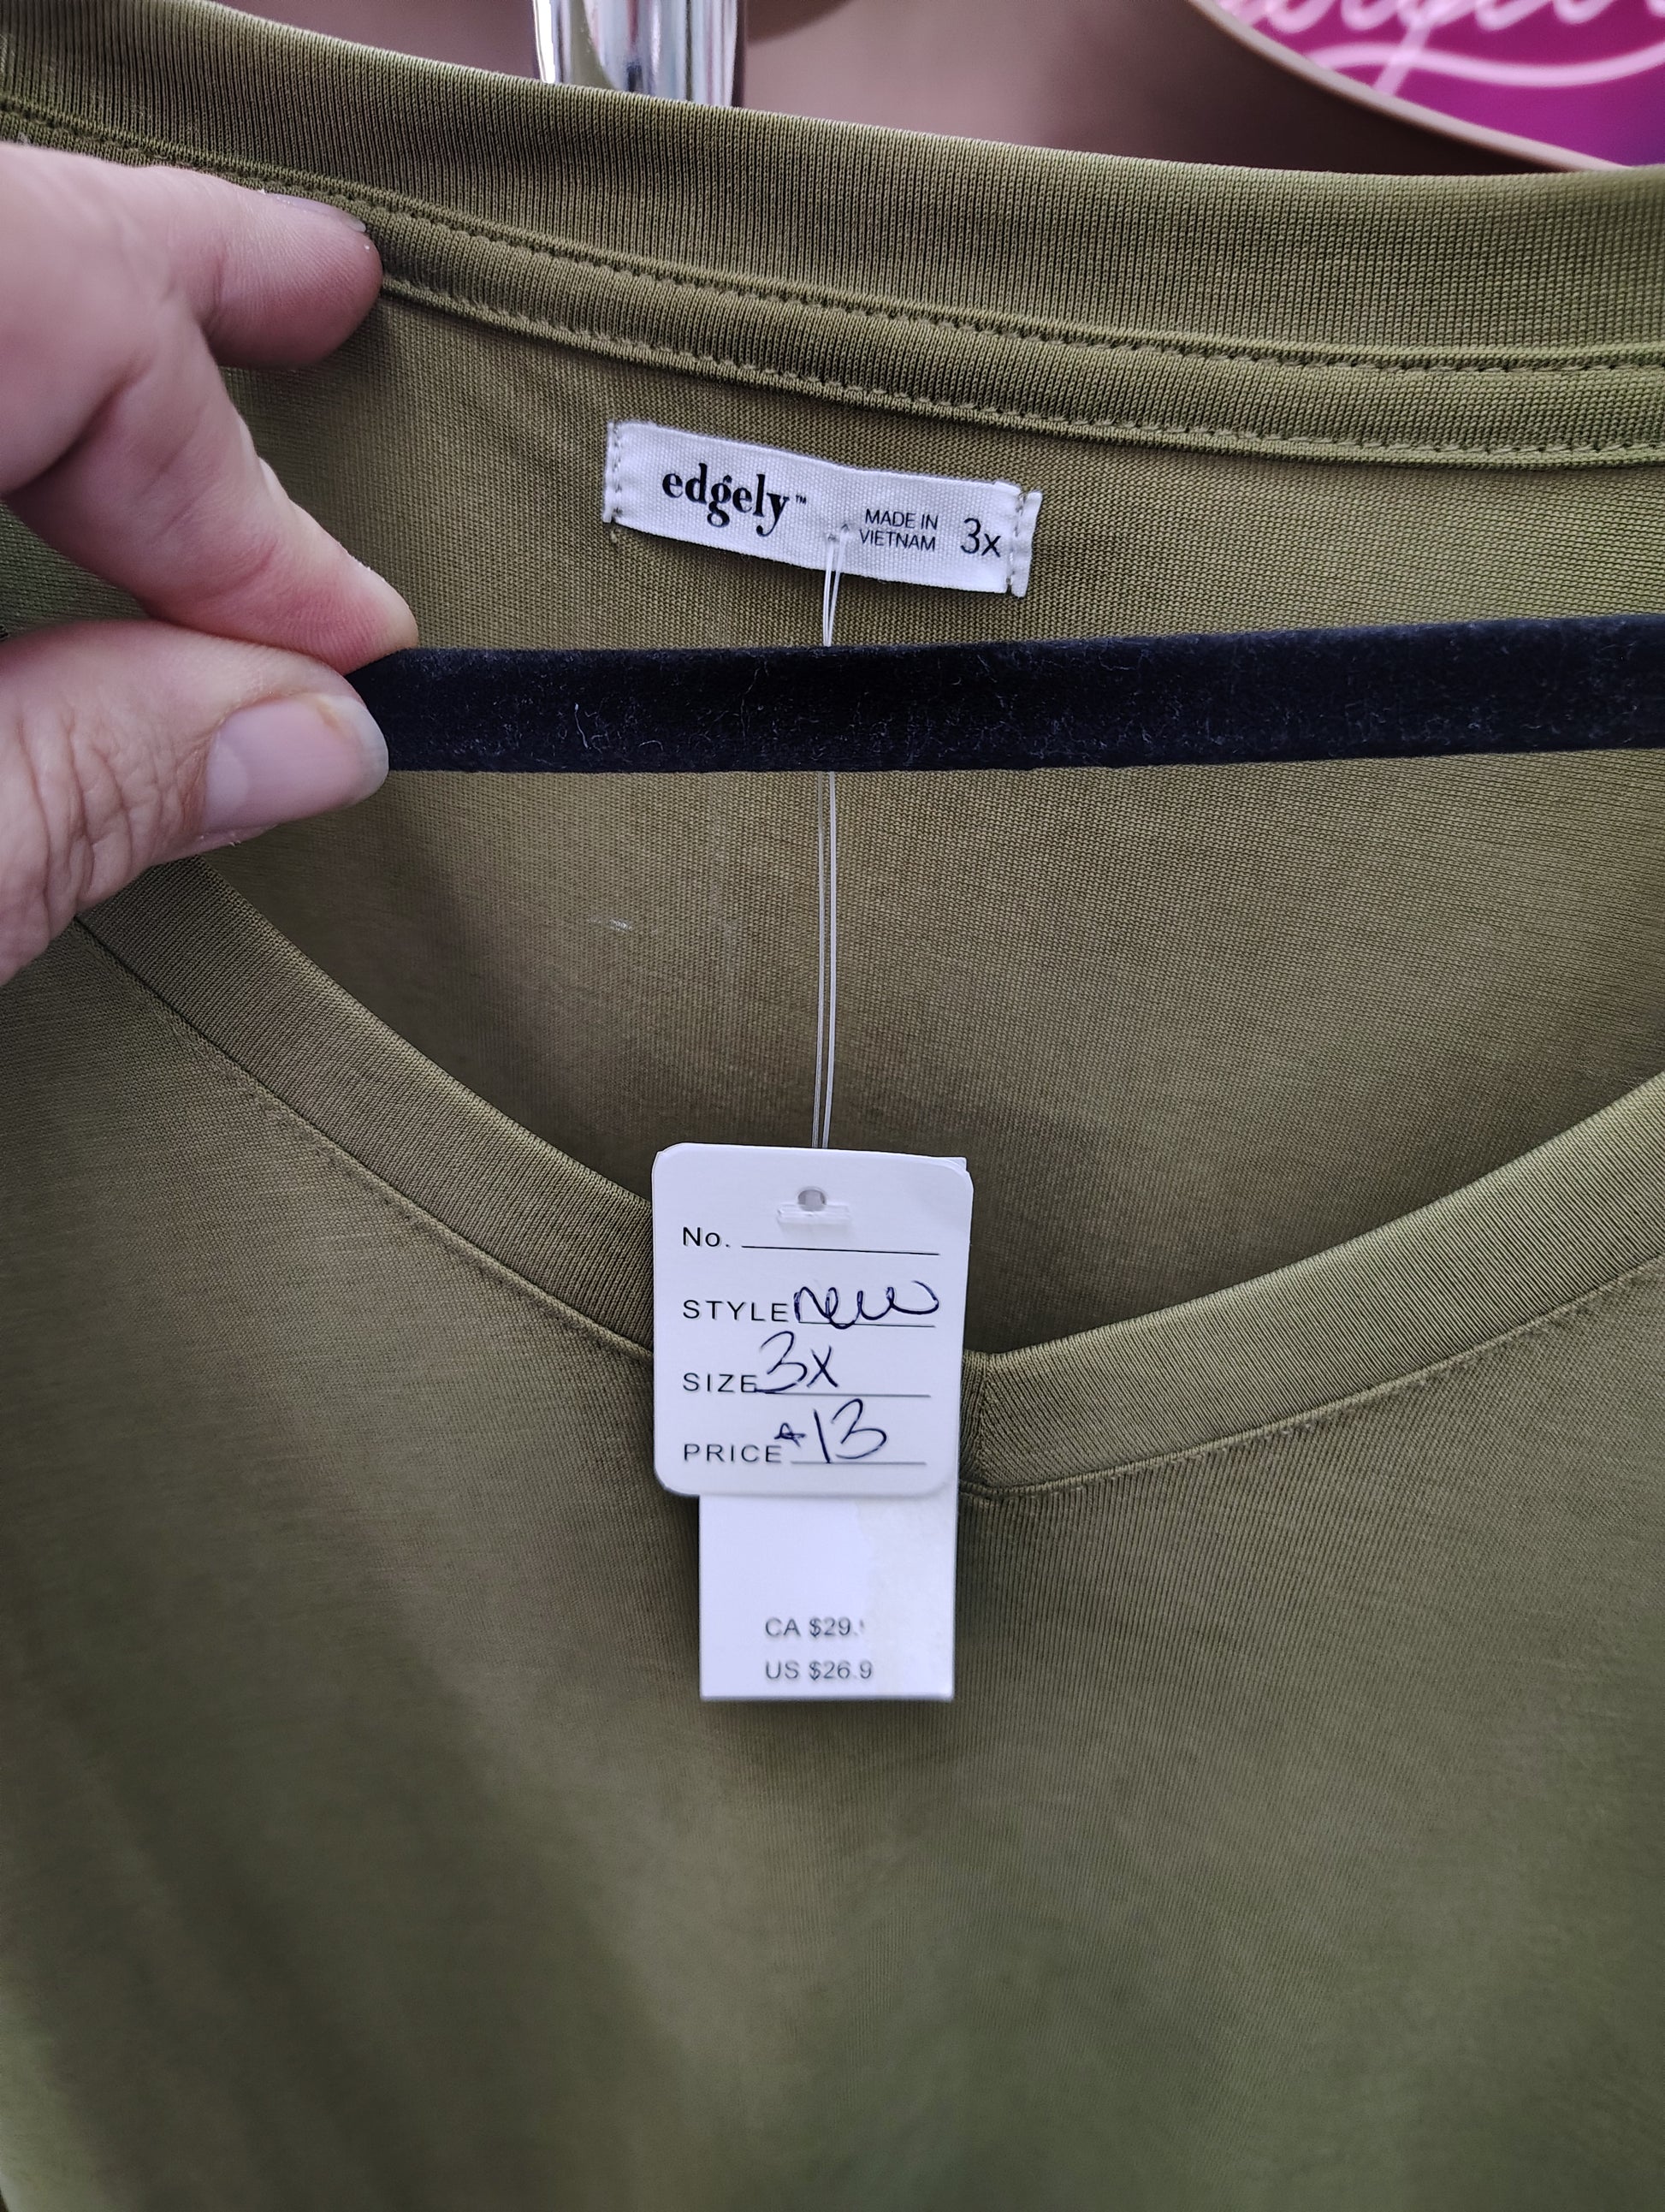 edgely™
MADE IN
VIETNAM
3x
No.
STYLE new
SIZE 3x
PRICE 13
CA $29.
US $26.9